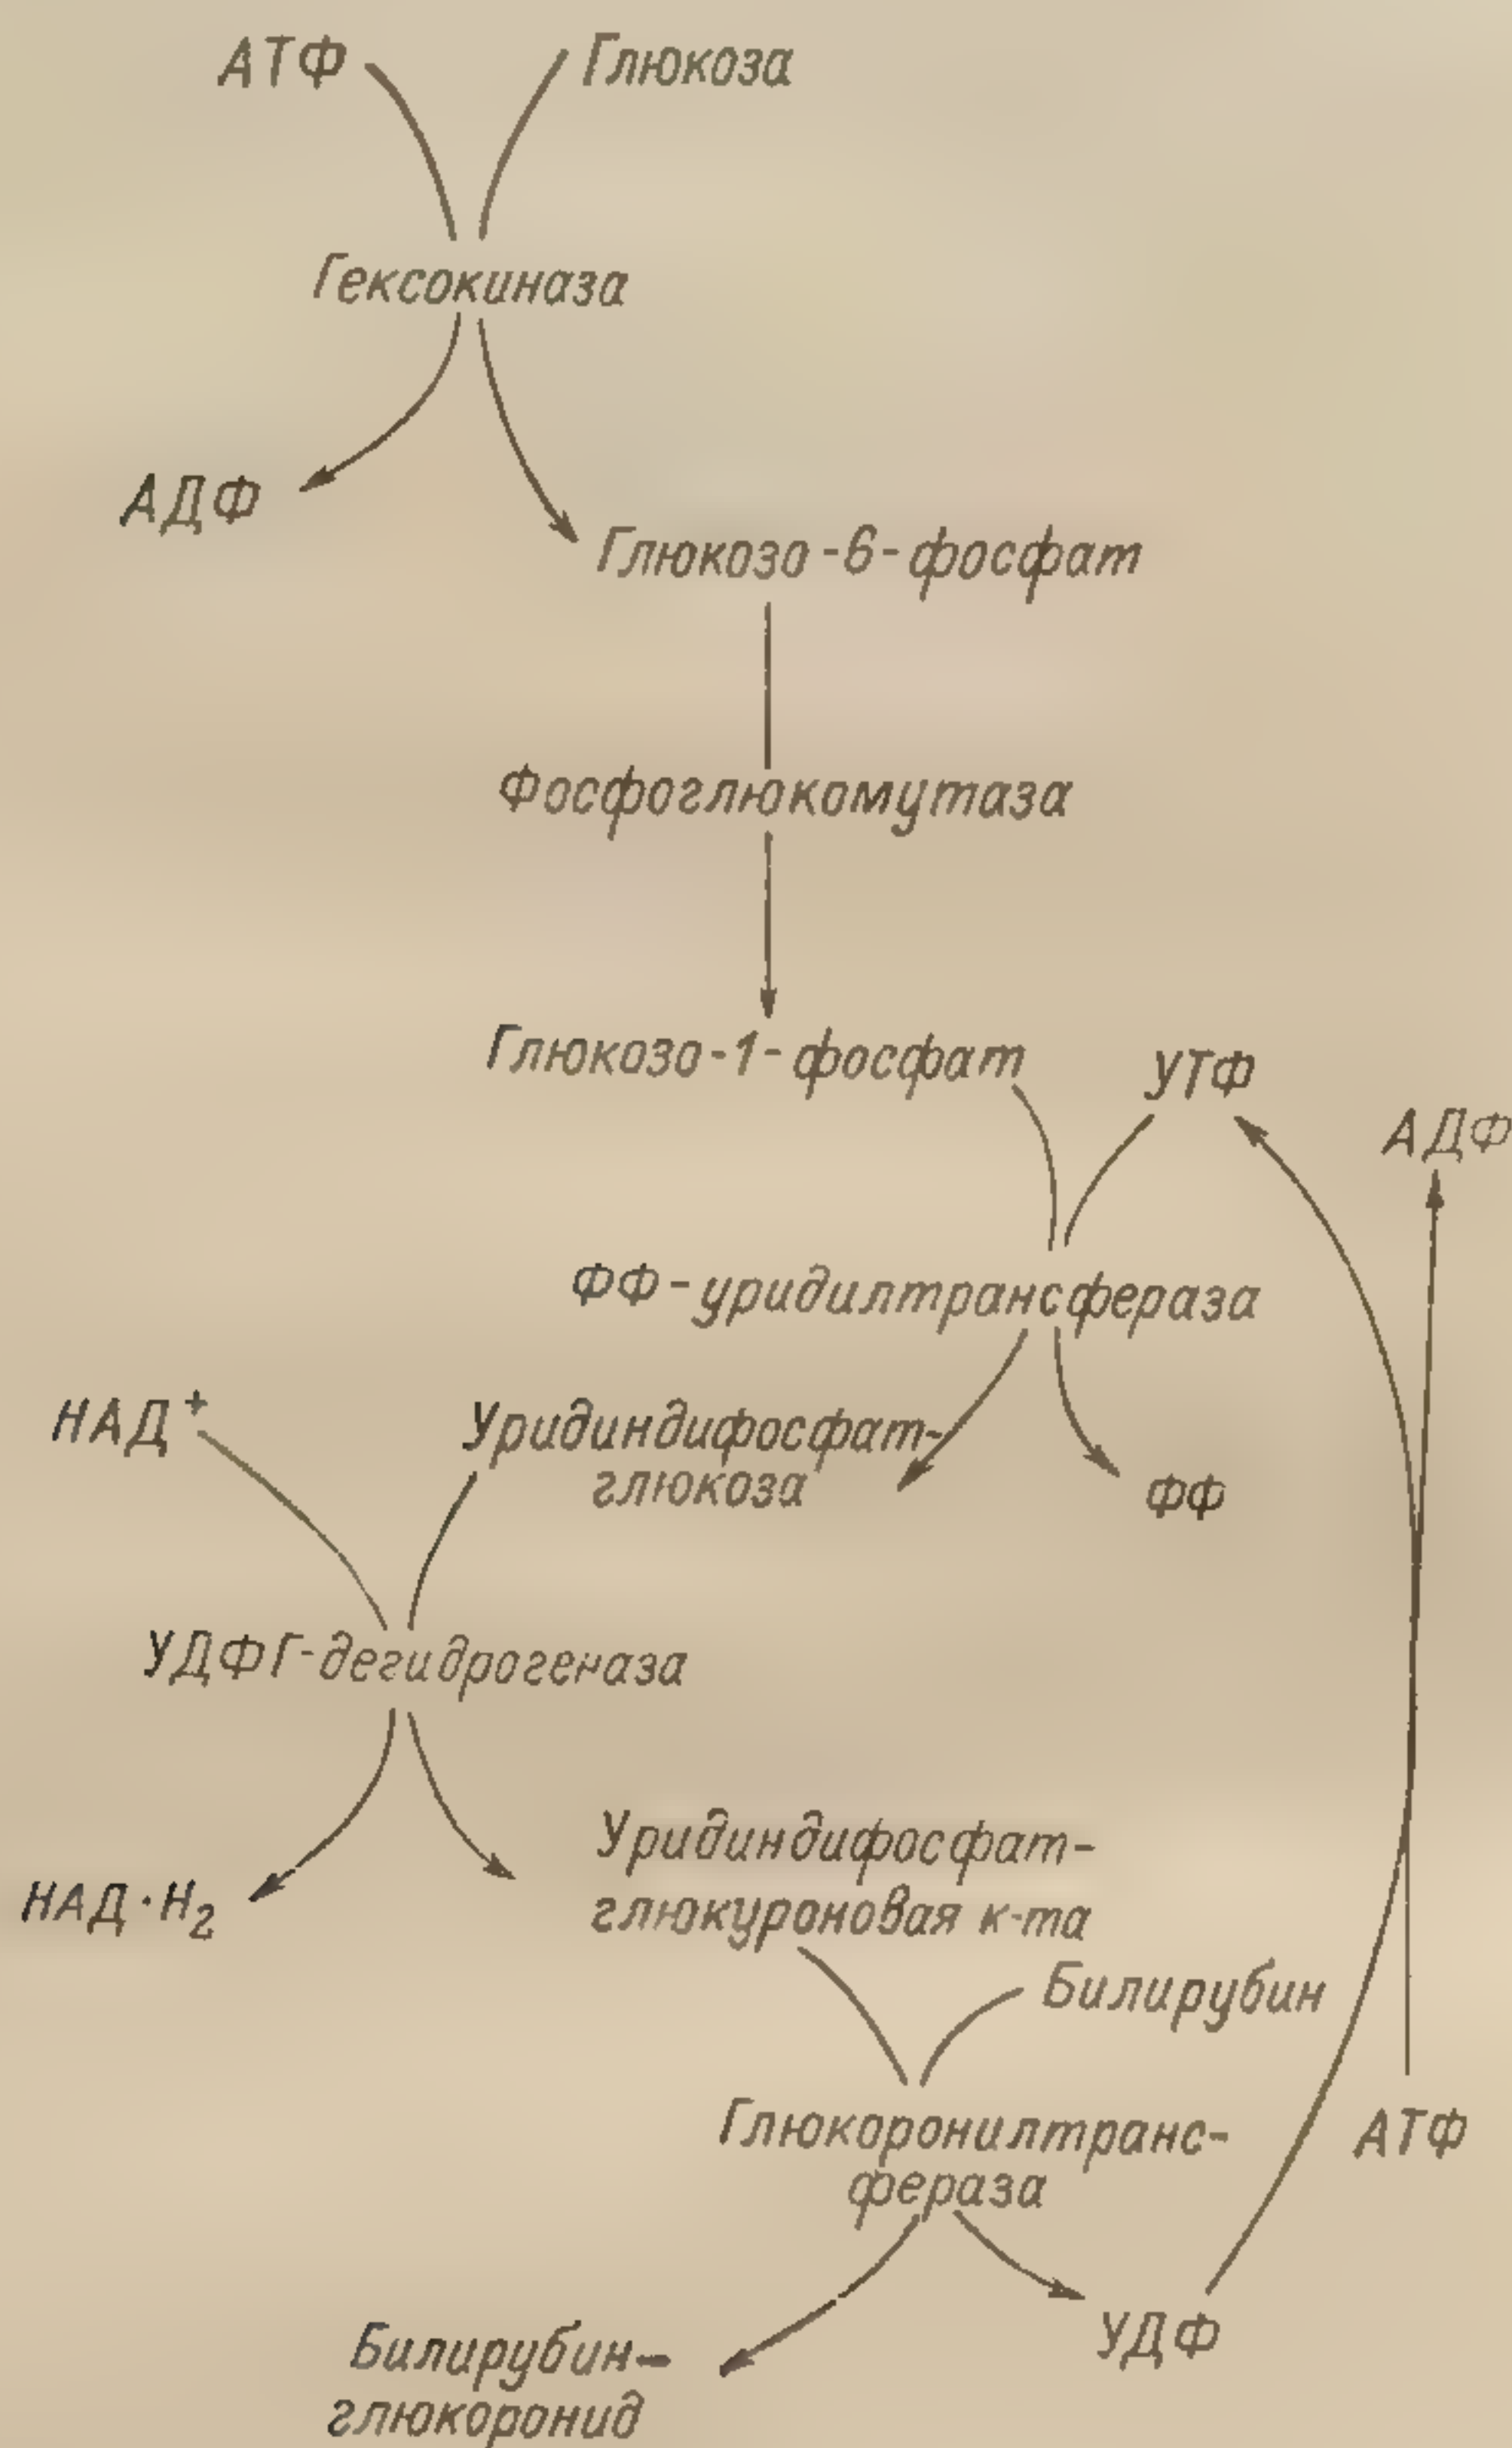 АТФ
Глюкоза
Гексокиназа
АДФ
Глюкозо-6-фосфат
Фосфоглюкомутаза
Глюкозо-1-фосфат
УТФ
АДФ
ФФ-уридилтрансфераза
НАД⁺
Уридиндифосфат-
глюкоза
ФФ
УДФГ-дегидрогеназа
Уридиндифосфат-
НАД·Н₂
глюкуроновая к-та
Билирубин
Глюкоронилтранс-
АТФ
фераза
УДФ
Билирубин-
глюкоронид